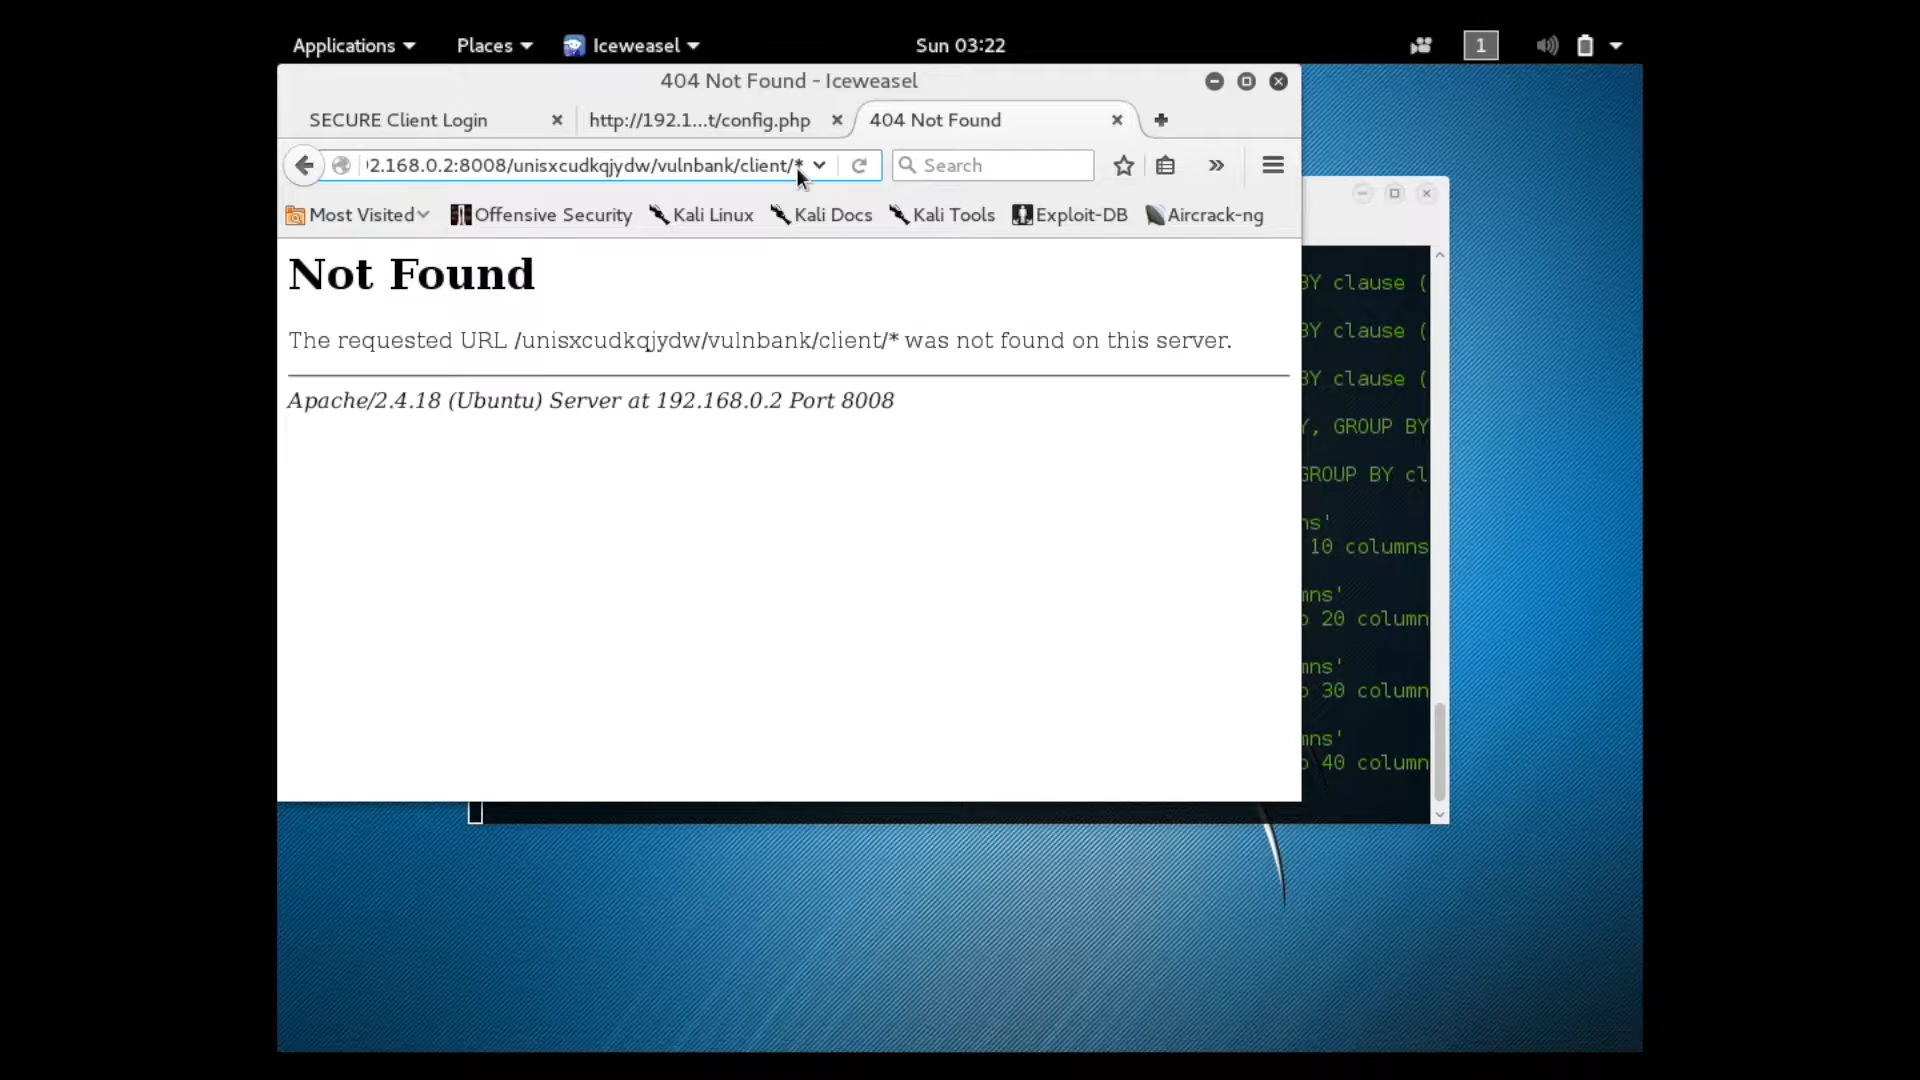 Applications Places Iceweasel Sun 03:22 1
404 Not Found - Iceweasel
SECURE Client Login http://192.1...t/config.php 404 Not Found
2.168.0.2:8008/unisxcudkqjydw/vulnbank/client/* Search
Most Visited Offensive Security Kali Linux Kali Docs Kali Tools Exploit-DB Aircrack-ng
Not Found
The requested URL /unisxcudkqjydw/vulnbank/client/* was not found on this server.
Apache/2.4.18 (Ubuntu) Server at 192.168.0.2 Port 8008
BY clause (
BY clause (
BY clause (
Y, GROUP BY
GROUP BY cl
ns'
10 columns
mns'
o 20 column
mns'
o 30 column
mns'
o 40 column